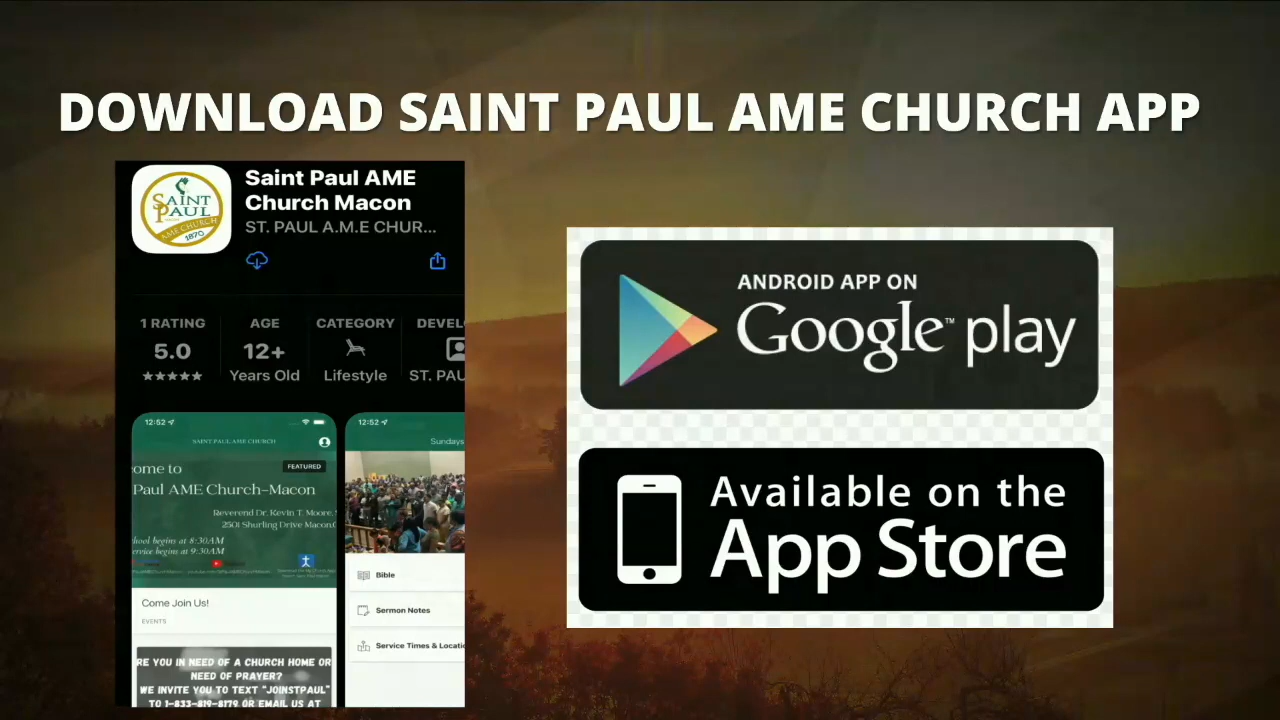 DOWNLOAD SAINT PAUL AME CHURCH APP
SAINT
PAUL
AME CHURCH
1870
Saint Paul AME
Church Macon
ST. PAUL A.M.E CHUR...
1 RATING
5.0
★★★★★
AGE
12+
Years Old
CATEGORY
Lifestyle
DEVEL
ST. PAU
12:52
SAINT PAUL AME CHURCH
FEATURED
ome to
Paul AME Church-Macon
Reverend Dr. Kevin T. Moore,
2501 Shurling Drive Macon,
hool begins at 8:30AM
ervice begins at 9:30AM
Come Join Us!
EVENTS
RE YOU IN NEED OF A CHURCH HOME OR
NEED OF PRAYER?
WE INVITE YOU TO TEXT "JOINSTPAUL"
TO 1-833-819-8179 OR EMAIL US AT
12:52
Sundays
Bible
Sermon Notes
Service Times & Locati
ANDROID APP ON
Google™ play
Available on the
App Store